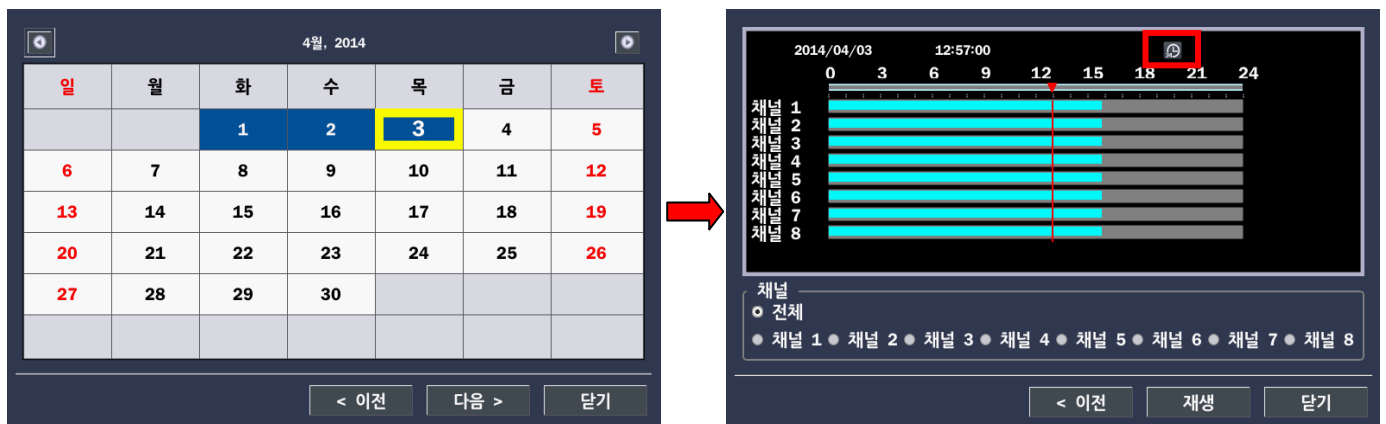 4월, 2014
일 월 화 수 목 금 토
1 2 3 4 5
6 7 8 9 10 11 12
13 14 15 16 17 18 19
20 21 22 23 24 25 26
27 28 29 30
< 이전 다음 > 닫기
2014/04/03 12:57:00
0 3 6 9 12 15 18 21 24
채널 1
채널 2
채널 3
채널 4
채널 5
채널 6
채널 7
채널 8
채널
전체
채널 1 채널 2 채널 3 채널 4 채널 5 채널 6 채널 7 채널 8
< 이전 재생 닫기